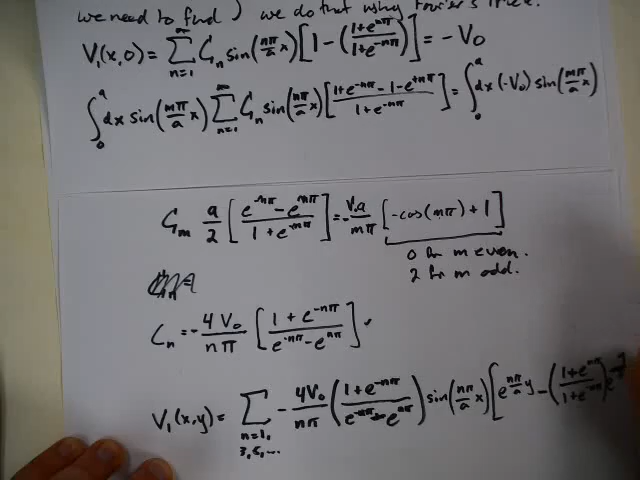 we need to find) we do that using Fourier's trick.
V₁(x,0) = ∑_{n=1}^{∞} C_n sin(nπ/a x) [1 - ((1+e^{nπ})/(1+e^{-nπ}))] = -V₀
∫₀^a dx sin(mπ/a x) ∑_{n=1}^{∞} C_n sin(nπ/a x) [(1+e^{-nπ} - 1 - e^{+nπ})/(1+e^{-nπ})] = ∫₀^a dx (-V₀) sin(mπ/a x)
C_m a/2 [(e^{-mπ} - e^{mπ})/(1+e^{-mπ})] = -V₀a/mπ [-cos(mπ) + 1]
0 for m even.
2 for m odd.
C_n = - 4V₀/nπ [(1 + e^{-nπ})/(e^{-nπ} - e^{nπ})]
V₁(x,y) = ∑_{n=1,3,5,...} - 4V₀/nπ ((1+e^{-nπ})/(e^{-nπ} - e^{nπ})) sin(nπ/a x) [e^{nπ/a y} - ((1+e^{nπ})/(1+e^{-nπ})) e